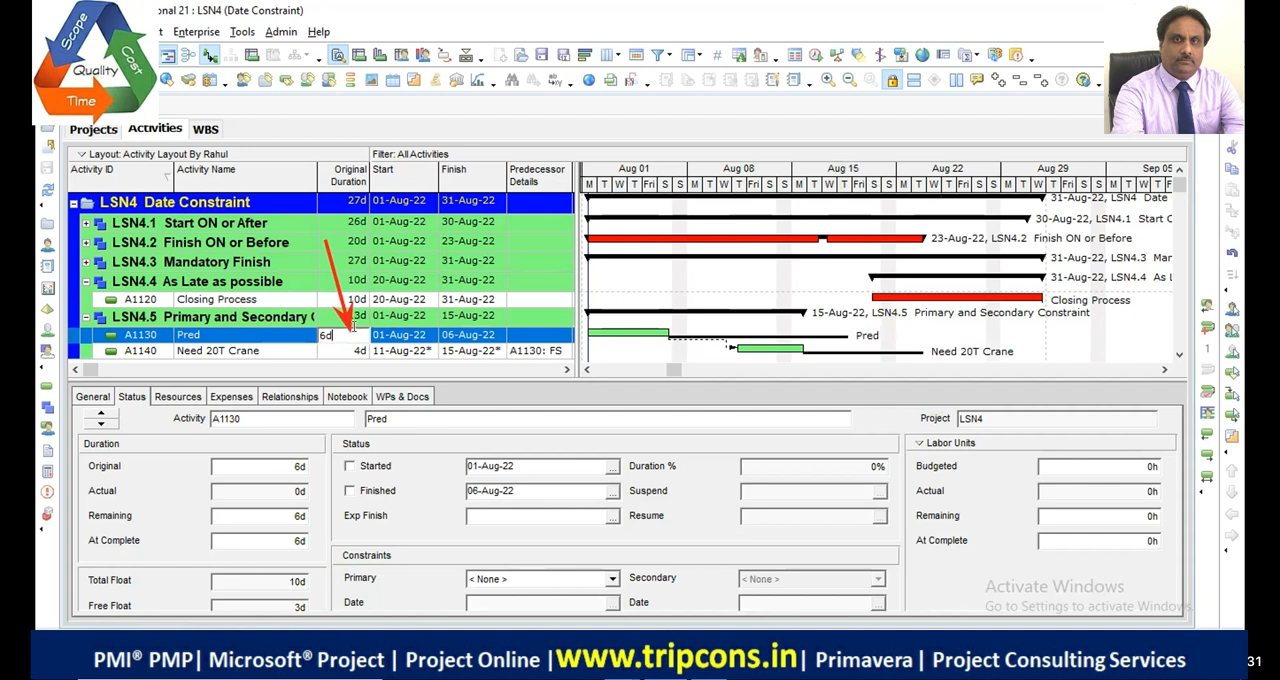 onal 21 : LSN4 (Date Constraint)
Scope
Cost
Quality
Time
t Enterprise Tools Admin Help
Projects Activities WBS
Layout: Activity Layout By Rahul Filter: All Activities
Activity ID Activity Name Original Duration Start Finish Predecessor Details
Aug 01 Aug 08 Aug 15 Aug 22 Aug 29 Sep 05
M T W T Fri S S M T W T Fri S S M T W T Fri S S M T W T Fri S S M T W T Fri S S M T W T F
LSN4 Date Constraint 27d 01-Aug-22 31-Aug-22 31-Aug-22, LSN4 Date
LSN4.1 Start ON or After 26d 01-Aug-22 30-Aug-22 30-Aug-22, LSN4.1 Start C
LSN4.2 Finish ON or Before 20d 01-Aug-22 23-Aug-22 23-Aug-22, LSN4.2 Finish ON or Before
LSN4.3 Mandatory Finish 27d 01-Aug-22 31-Aug-22 31-Aug-22, LSN4.3 Man
LSN4.4 As Late as possible 10d 20-Aug-22 31-Aug-22 31-Aug-22, LSN4.4 As L
A1120 Closing Process 10d 20-Aug-22 31-Aug-22 Closing Process
LSN4.5 Primary and Secondary ( 3d 01-Aug-22 15-Aug-22 15-Aug-22, LSN4.5 Primary and Secondary Constraint
A1130 Pred 6d 01-Aug-22 06-Aug-22 Pred
A1140 Need 20T Crane 4d 11-Aug-22* 15-Aug-22* A1130: FS Need 20T Crane
General Status Resources Expenses Relationships Notebook WPs & Docs
Activity A1130 Pred Project LSN4
Duration Status Labor Units
Original 6d Started 01-Aug-22 ... Duration % 0% Budgeted 0h
Actual 0d Finished 06-Aug-22 ... Suspend ... Actual 0h
Remaining 6d Exp Finish ... Resume ... Remaining 0h
At Complete 6d At Complete 0h
Constraints
Total Float 10d Primary < None > Secondary < None >
Free Float 3d Date ... Date ...
Activate Windows
Go to Settings to activate Windows.
PMI® PMP| Microsoft® Project | Project Online |www.tripcons.in| Primavera | Project Consulting Services
31